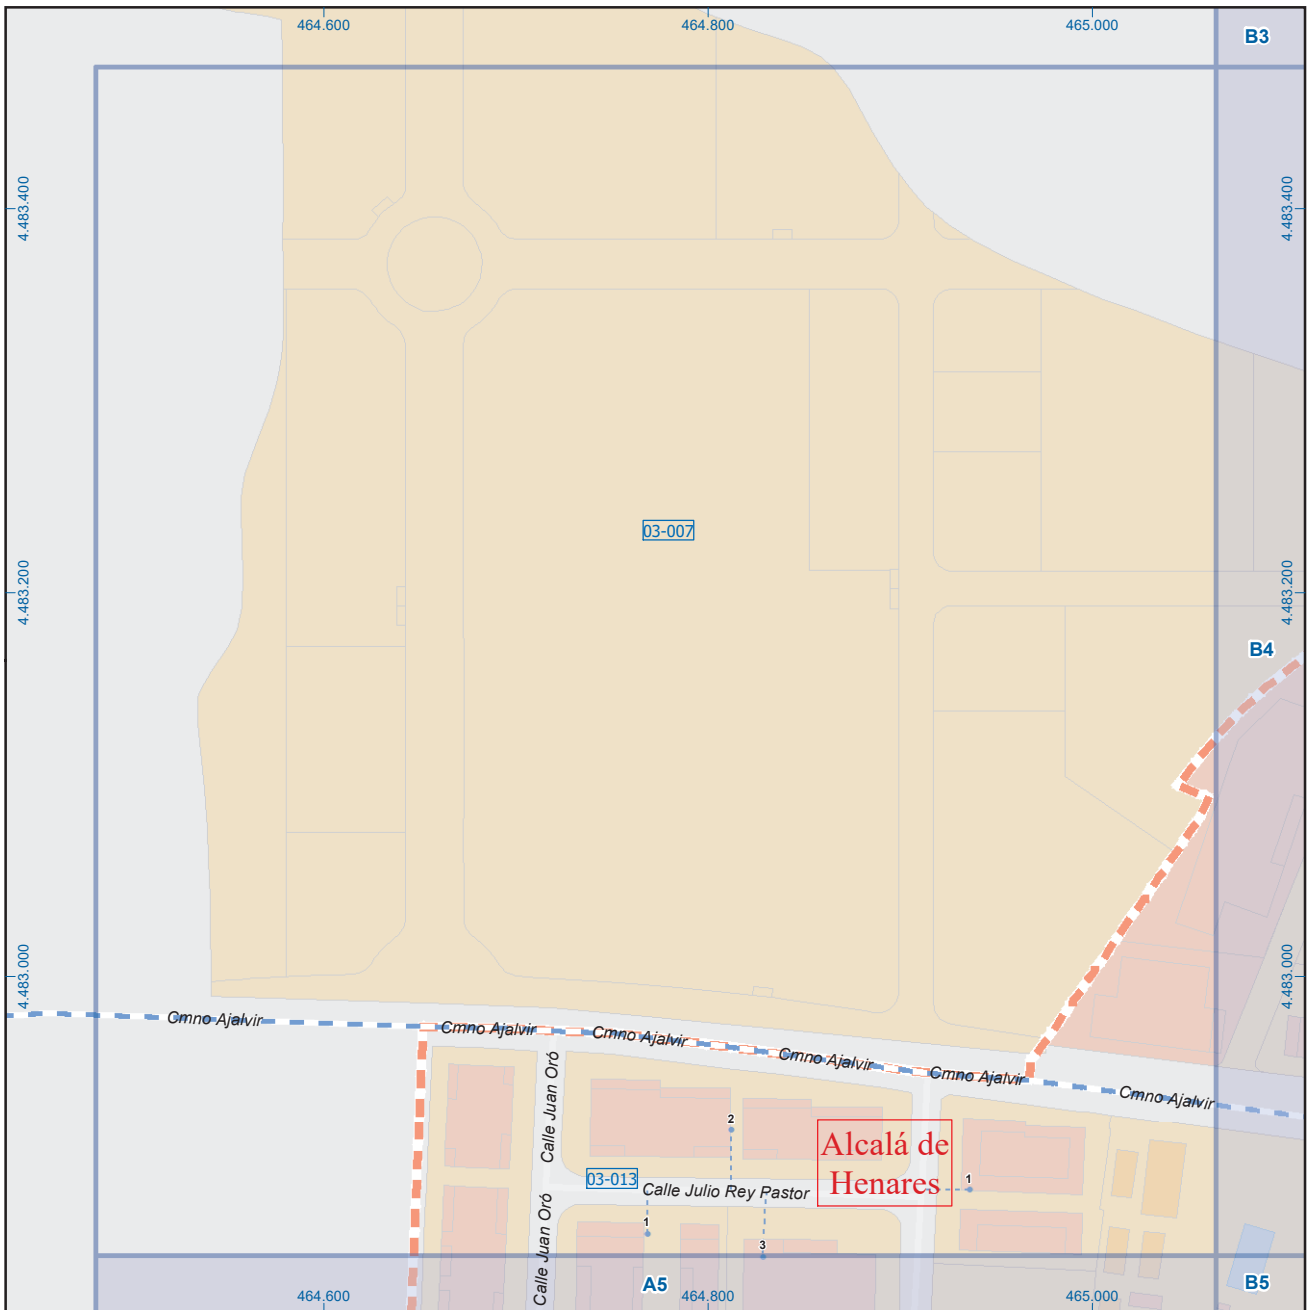 464.600
464.800
465.000
B3
4.483.400
4.483.400
03-007
4.483.200
4.483.200
B4
4.483.000
4.483.000
Cmno Ajalvir
Cmno Ajalvir
Cmno Ajalvir
Cmno Ajalvir
Cmno Ajalvir
Cmno Ajalvir
Calle Juan Oró
2
Alcalá de
Henares
03-013
Calle Julio Rey Pastor
1
Calle Juan Oró
1
3
A5
B5
464.600
464.800
465.000